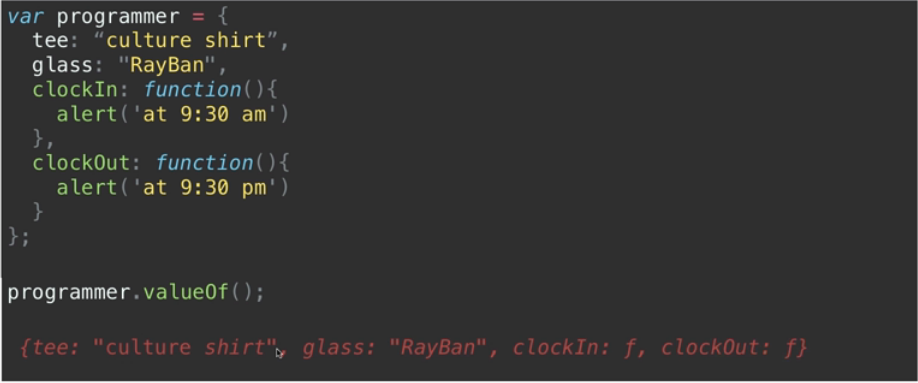 var programmer = {
  tee: “culture shirt”,
  glass: "RayBan",
  clockIn: function(){
    alert('at 9:30 am')
  },
  clockOut: function(){
    alert('at 9:30 pm')
  }
};
programmer.valueOf();
{tee: "culture shirt", glass: "RayBan", clockIn: ƒ, clockOut: ƒ}